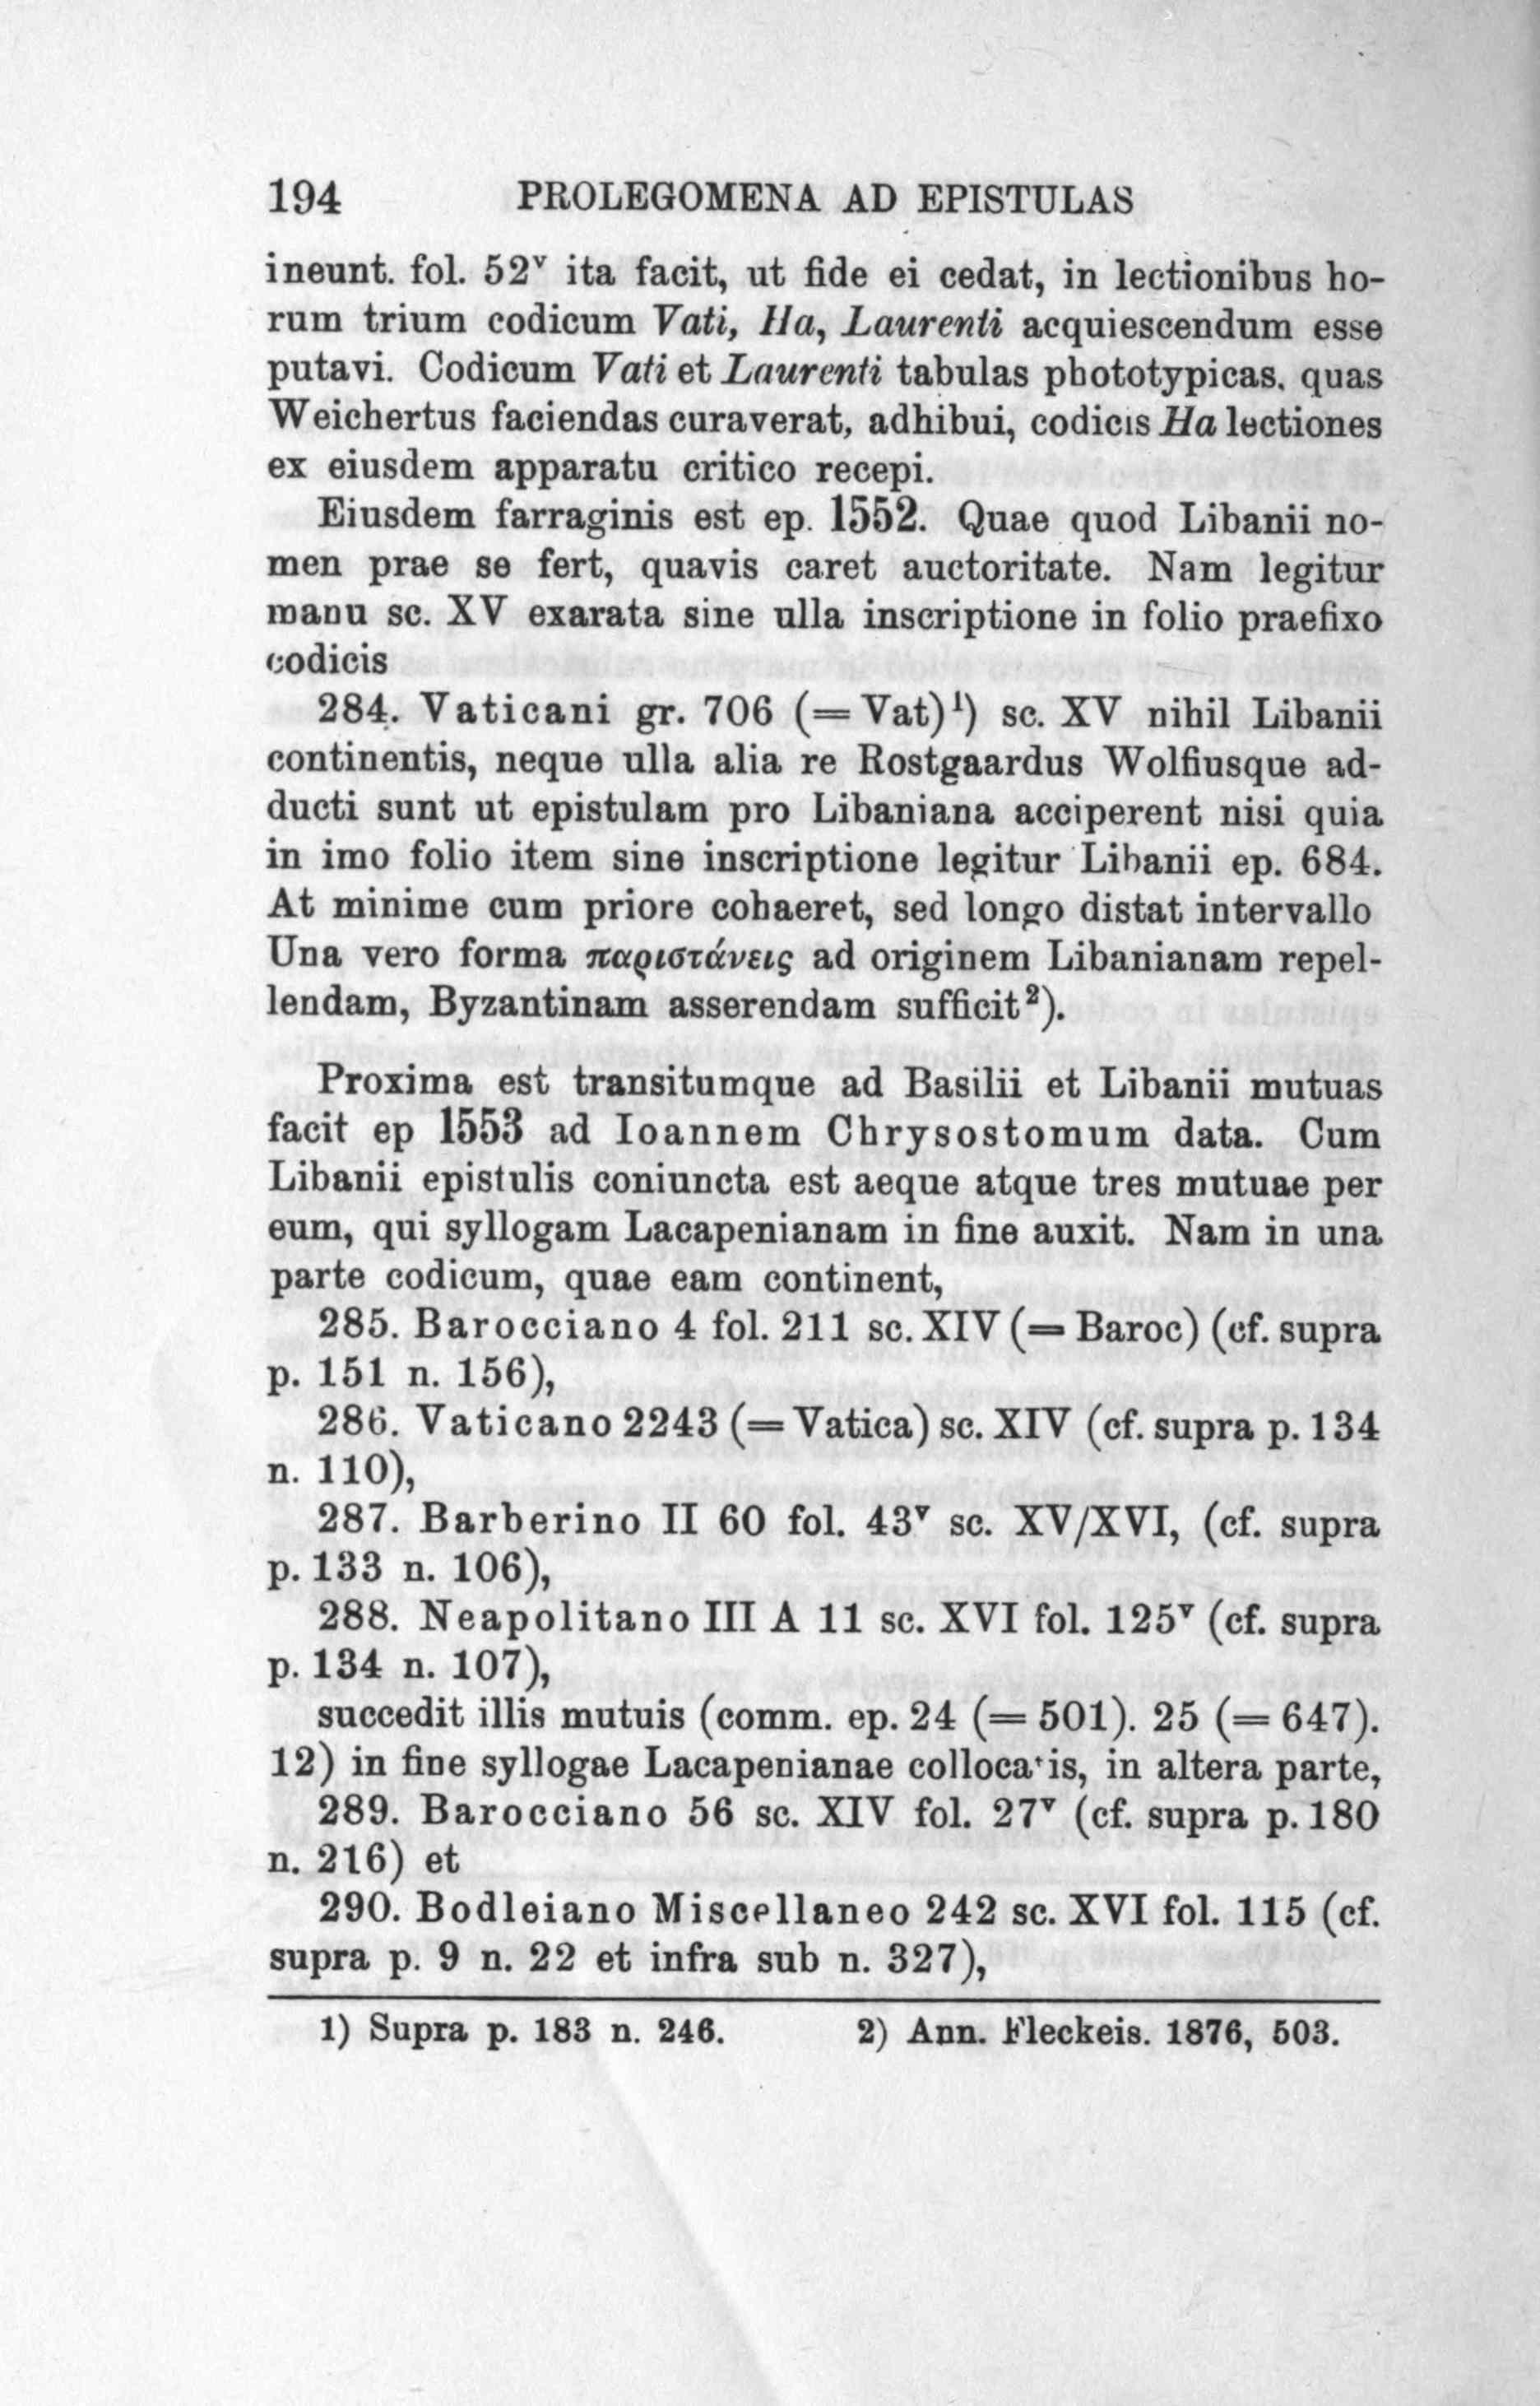 194 PROLEGOMENA AD EPISTULAS
ineunt. fol. 52ᵛ ita facit, ut fide ei cedat, in lectionibus ho-
rum trium codicum Vati, Ha, Laurenti acquiescendum esse
putavi. Codicum Vati et Laurenti tabulas phototypicas, quas
Weichertus faciendas curaverat, adhibui, codicis Ha lectiones
ex eiusdem apparatu critico recepi.
Eiusdem farraginis est ep. 1552. Quae quod Libanii no-
men prae se fert, quavis caret auctoritate. Nam legitur
manu sc. XV exarata sine ulla inscriptione in folio praefixo
codicis
284. Vaticani gr. 706 (= Vat)¹) sc. XV nihil Libanii
continentis, neque ulla alia re Rostgaardus Wolfiusque ad-
ducti sunt ut epistulam pro Libaniana acciperent nisi quia
in imo folio item sine inscriptione legitur Libanii ep. 684.
At minime cum priore cohaeret, sed longo distat intervallo
Una vero forma παριστάνεις ad originem Libanianam repel-
lendam, Byzantinam asserendam sufficit²).
Proxima est transitumque ad Basilii et Libanii mutuas
facit ep 1553 ad Ioannem Chrysostomum data. Cum
Libanii epistulis coniuncta est aeque atque tres mutuae per
eum, qui syllogam Lacapenianam in fine auxit. Nam in una
parte codicum, quae eam continent,
285. Barocciano 4 fol. 211 sc. XIV (= Baroc) (cf. supra
p. 151 n. 156),
286. Vaticano 2243 (= Vatica) sc. XIV (cf. supra p. 134
n. 110),
287. Barberino II 60 fol. 43ᵛ sc. XV/XVI, (cf. supra
p. 133 n. 106),
288. Neapolitano III A 11 sc. XVI fol. 125ᵛ (cf. supra
p. 134 n. 107),
succedit illis mutuis (comm. ep. 24 (= 501). 25 (= 647).
12) in fine syllogae Lacapenianae collocatis, in altera parte,
289. Barocciano 56 sc. XIV fol. 27ᵛ (cf. supra p. 180
n. 216) et
290. Bodleiano Miscellaneo 242 sc. XVI fol. 115 (cf.
supra p. 9 n. 22 et infra sub n. 327),
1) Supra p. 183 n. 246. 2) Ann. Fleckeis. 1876, 503.